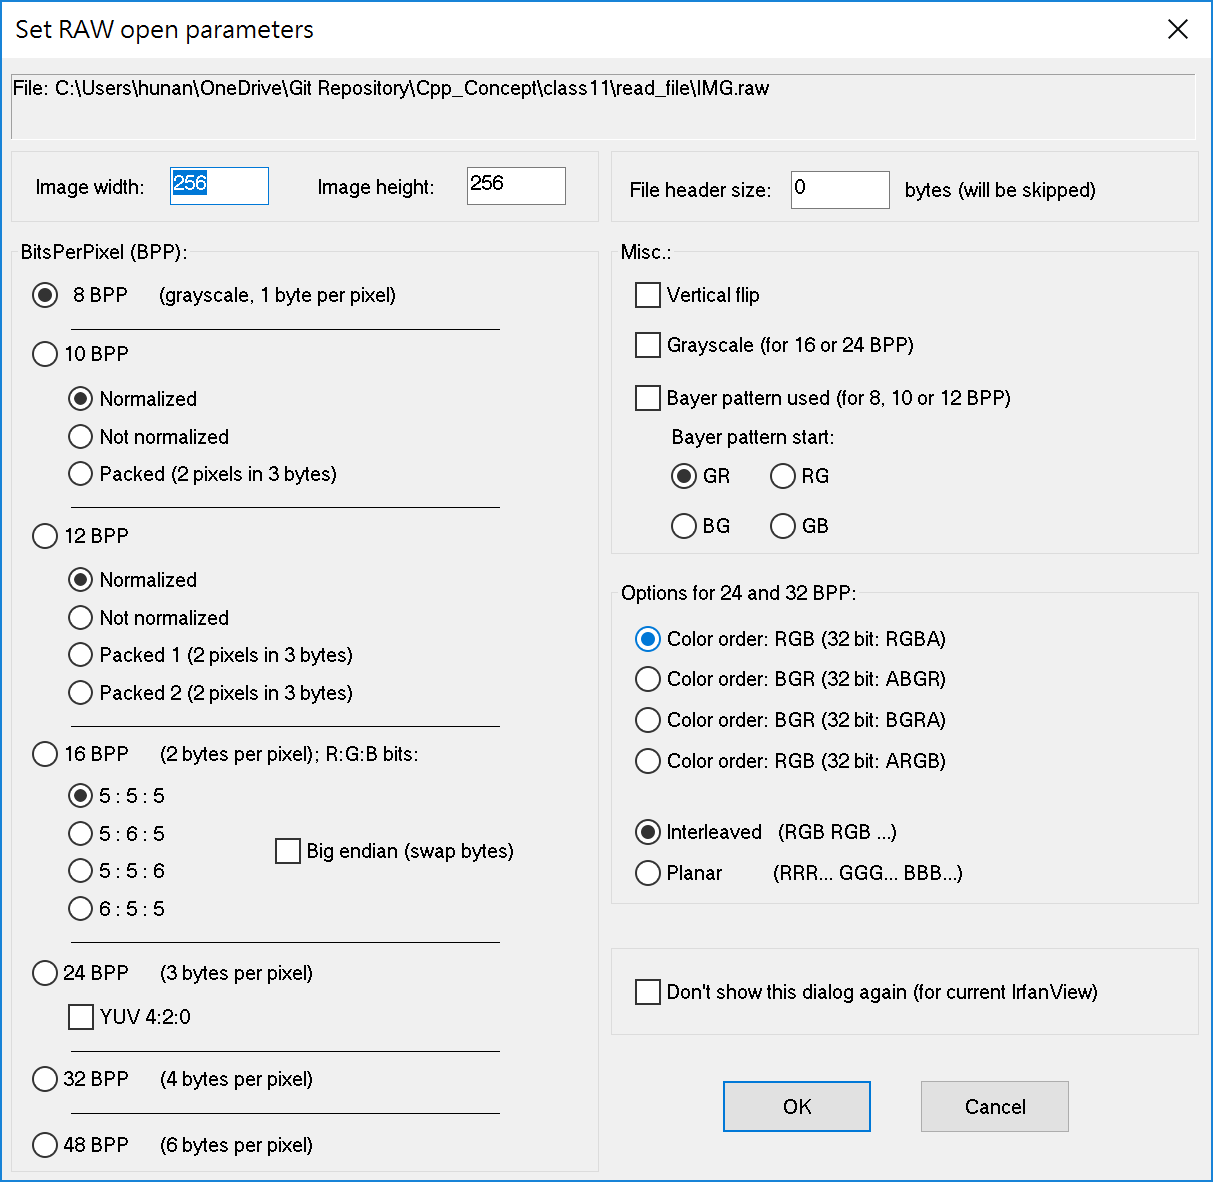 Set RAW open parameters
File: C:\Users\hunan\OneDrive\Git Repository\Cpp_Concept\class11\read_file\IMG.raw
Image width: 256 Image height: 256
File header size: 0 bytes (will be skipped)
BitsPerPixel (BPP):
8 BPP (grayscale, 1 byte per pixel)
10 BPP
Normalized
Not normalized
Packed (2 pixels in 3 bytes)
12 BPP
Normalized
Not normalized
Packed 1 (2 pixels in 3 bytes)
Packed 2 (2 pixels in 3 bytes)
16 BPP (2 bytes per pixel); R:G:B bits:
5 : 5 : 5
5 : 6 : 5
Big endian (swap bytes)
5 : 5 : 6
6 : 5 : 5
24 BPP (3 bytes per pixel)
YUV 4:2:0
32 BPP (4 bytes per pixel)
48 BPP (6 bytes per pixel)
Misc.:
Vertical flip
Grayscale (for 16 or 24 BPP)
Bayer pattern used (for 8, 10 or 12 BPP)
Bayer pattern start:
GR RG
BG GB
Options for 24 and 32 BPP:
Color order: RGB (32 bit: RGBA)
Color order: BGR (32 bit: ABGR)
Color order: BGR (32 bit: BGRA)
Color order: RGB (32 bit: ARGB)
Interleaved (RGB RGB ...)
Planar (RRR... GGG... BBB...)
Don't show this dialog again (for current IrfanView)
OK Cancel